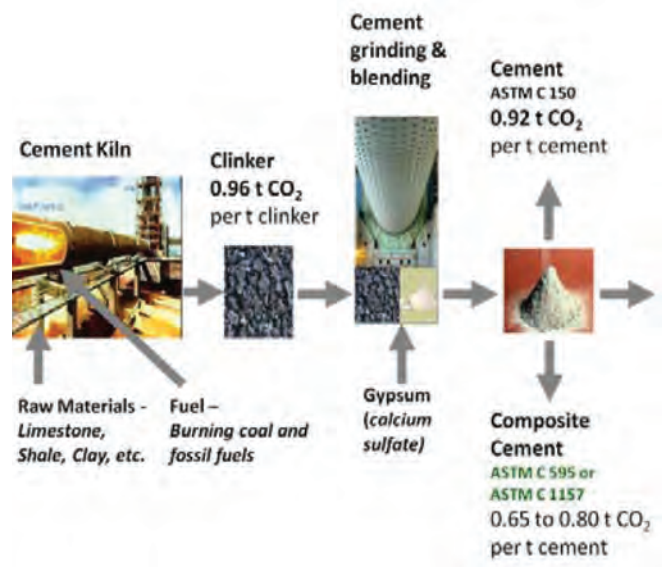 Cement Kiln
Clinker
0.96 t CO₂
per t clinker
Cement
grinding &
blending
Cement
ASTM C 150
0.92 t CO₂
per t cement
Raw Materials -
Limestone,
Shale, Clay, etc.
Fuel –
Burning coal and
fossil fuels
Gypsum
(calcium
sulfate)
Composite
Cement
ASTM C 595 or
ASTM C 1157
0.65 to 0.80 t CO₂
per t cement